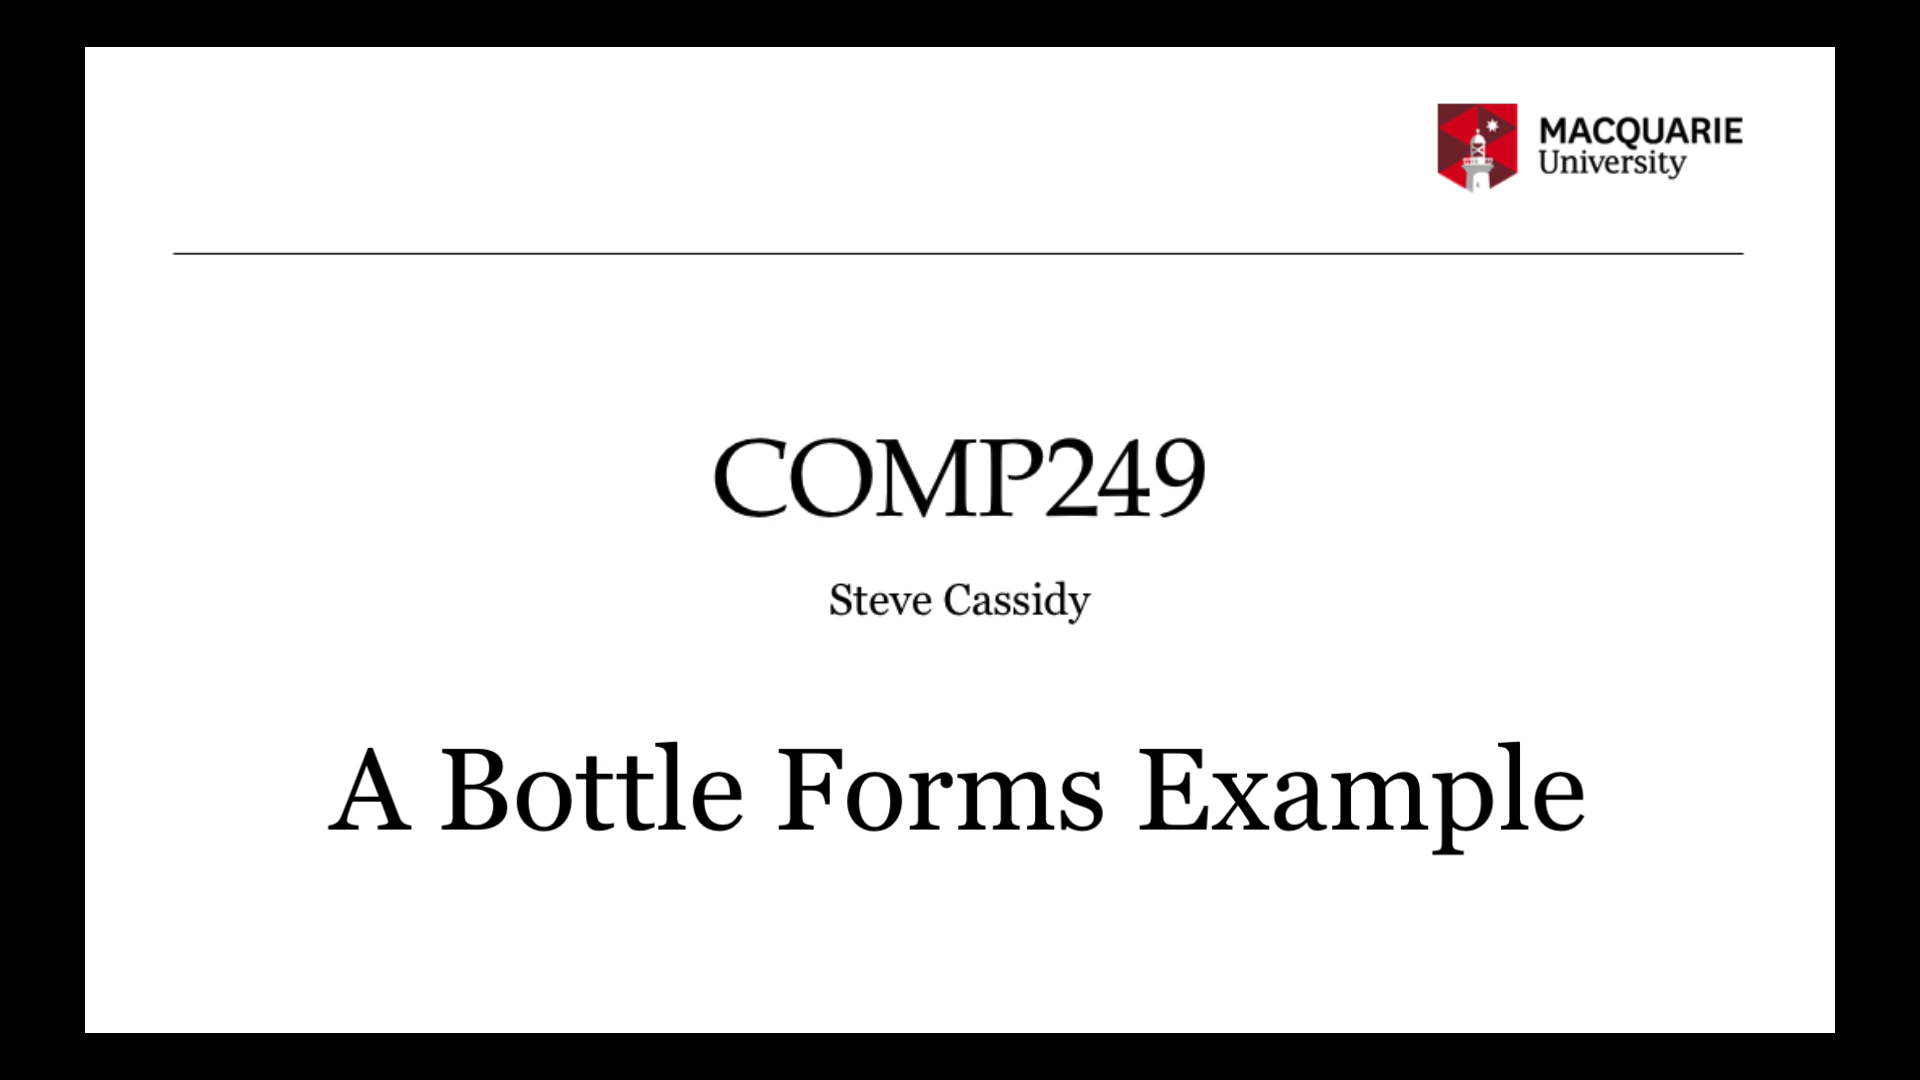 MACQUARIE
University
COMP249
Steve Cassidy
A Bottle Forms Example